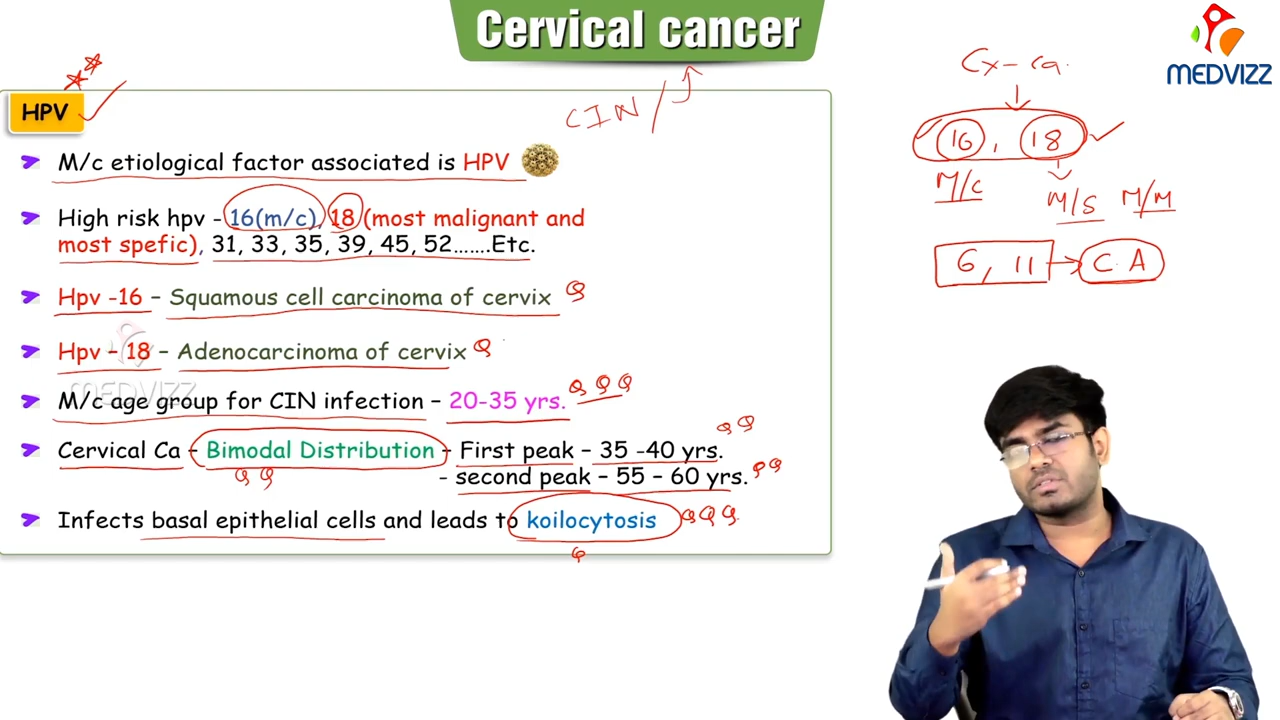 Cervical cancer
MEDVIZZ
HPV
CIN /
M/c etiological factor associated is HPV
High risk hpv - 16(m/c), 18 (most malignant and
most spefic), 31, 33, 35, 39, 45, 52.......Etc.
Hpv -16 – Squamous cell carcinoma of cervix
Hpv – 18 – Adenocarcinoma of cervix
MEDVIZZ
M/c age group for CIN infection – 20-35 yrs.
Cervical Ca – Bimodal Distribution – First peak – 35 -40 yrs.
- second peak – 55 – 60 yrs.
Infects basal epithelial cells and leads to koilocytosis
Cx - ca.
16, 18
M/c
M/S M/M
6, 11 → C.A